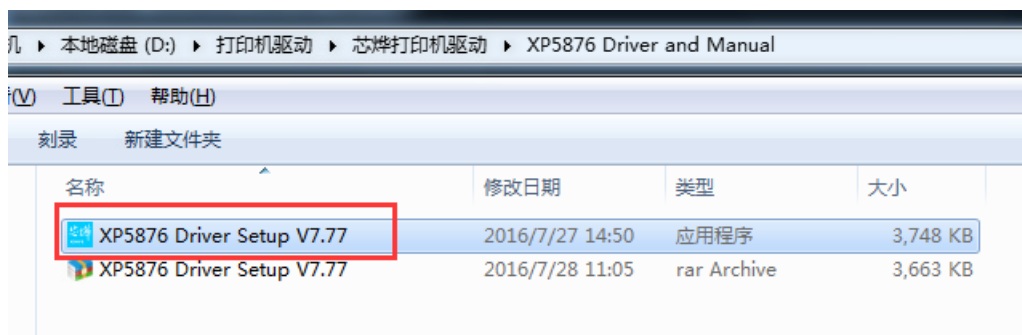 机 ▸ 本地磁盘 (D:) ▸ 打印机驱动 ▸ 芯烨打印机驱动 ▸ XP5876 Driver and Manual
(V) 工具(T) 帮助(H)
刻录 新建文件夹
名称 修改日期 类型 大小
XP5876 Driver Setup V7.77 2016/7/27 14:50 应用程序 3,748 KB
XP5876 Driver Setup V7.77 2016/7/28 11:05 rar Archive 3,663 KB